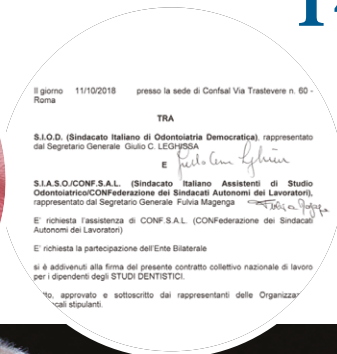 Il giorno 11/10/2018 presso la sede di Confsal Via Trastevere n. 60 -
Roma
TRA
S.I.O.D. (Sindacato Italiano di Odontoiatria Democratica), rappresentato
dal Segretario Generale Giulio C. LEGHISSA
E
S.I.A.S.O./CONF.S.A.L. (Sindacato Italiano Assistenti di Studio
Odontoiatrico/CONFederazione dei Sindacati Autonomi dei Lavoratori),
rappresentato dal Segretario Generale Fulvia Magenga
E' richiesta l'assistenza di CONF.S.A.L. (CONFederazione dei Sindacati
Autonomi dei Lavoratori)
E' richiesta la partecipazione dell'Ente Bilaterale
si è addivenuti alla firma del presente contratto collettivo nazionale di lavoro
per i dipendenti degli STUDI DENTISTICI.
approvato e sottoscritto dai rappresentanti delle
stipulanti.